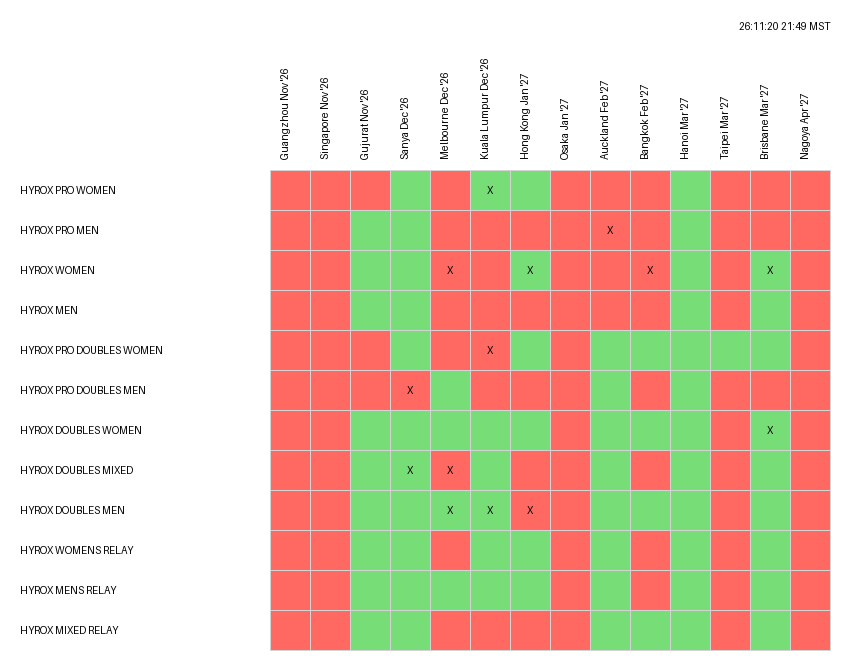 26:11:20 21:49 MST
Guangzhou Nov'26
Singapore Nov'26
Gujurat Nov'26
Sanya Dec'26
Melbourne Dec'26
Kuala Lumpur Dec'26
Hong Kong Jan'27
Osaka Jan'27
Auckland Feb'27
Bangkok Feb'27
Hanoi Mar'27
Taipei Mar'27
Brisbane Mar'27
Nagoya Apr'27
HYROX PRO WOMEN X
HYROX PRO MEN X
HYROX WOMEN X X X X
HYROX MEN
HYROX PRO DOUBLES WOMEN X
HYROX PRO DOUBLES MEN X
HYROX DOUBLES WOMEN X
HYROX DOUBLES MIXED X X
HYROX DOUBLES MEN X X X
HYROX WOMENS RELAY
HYROX MENS RELAY
HYROX MIXED RELAY